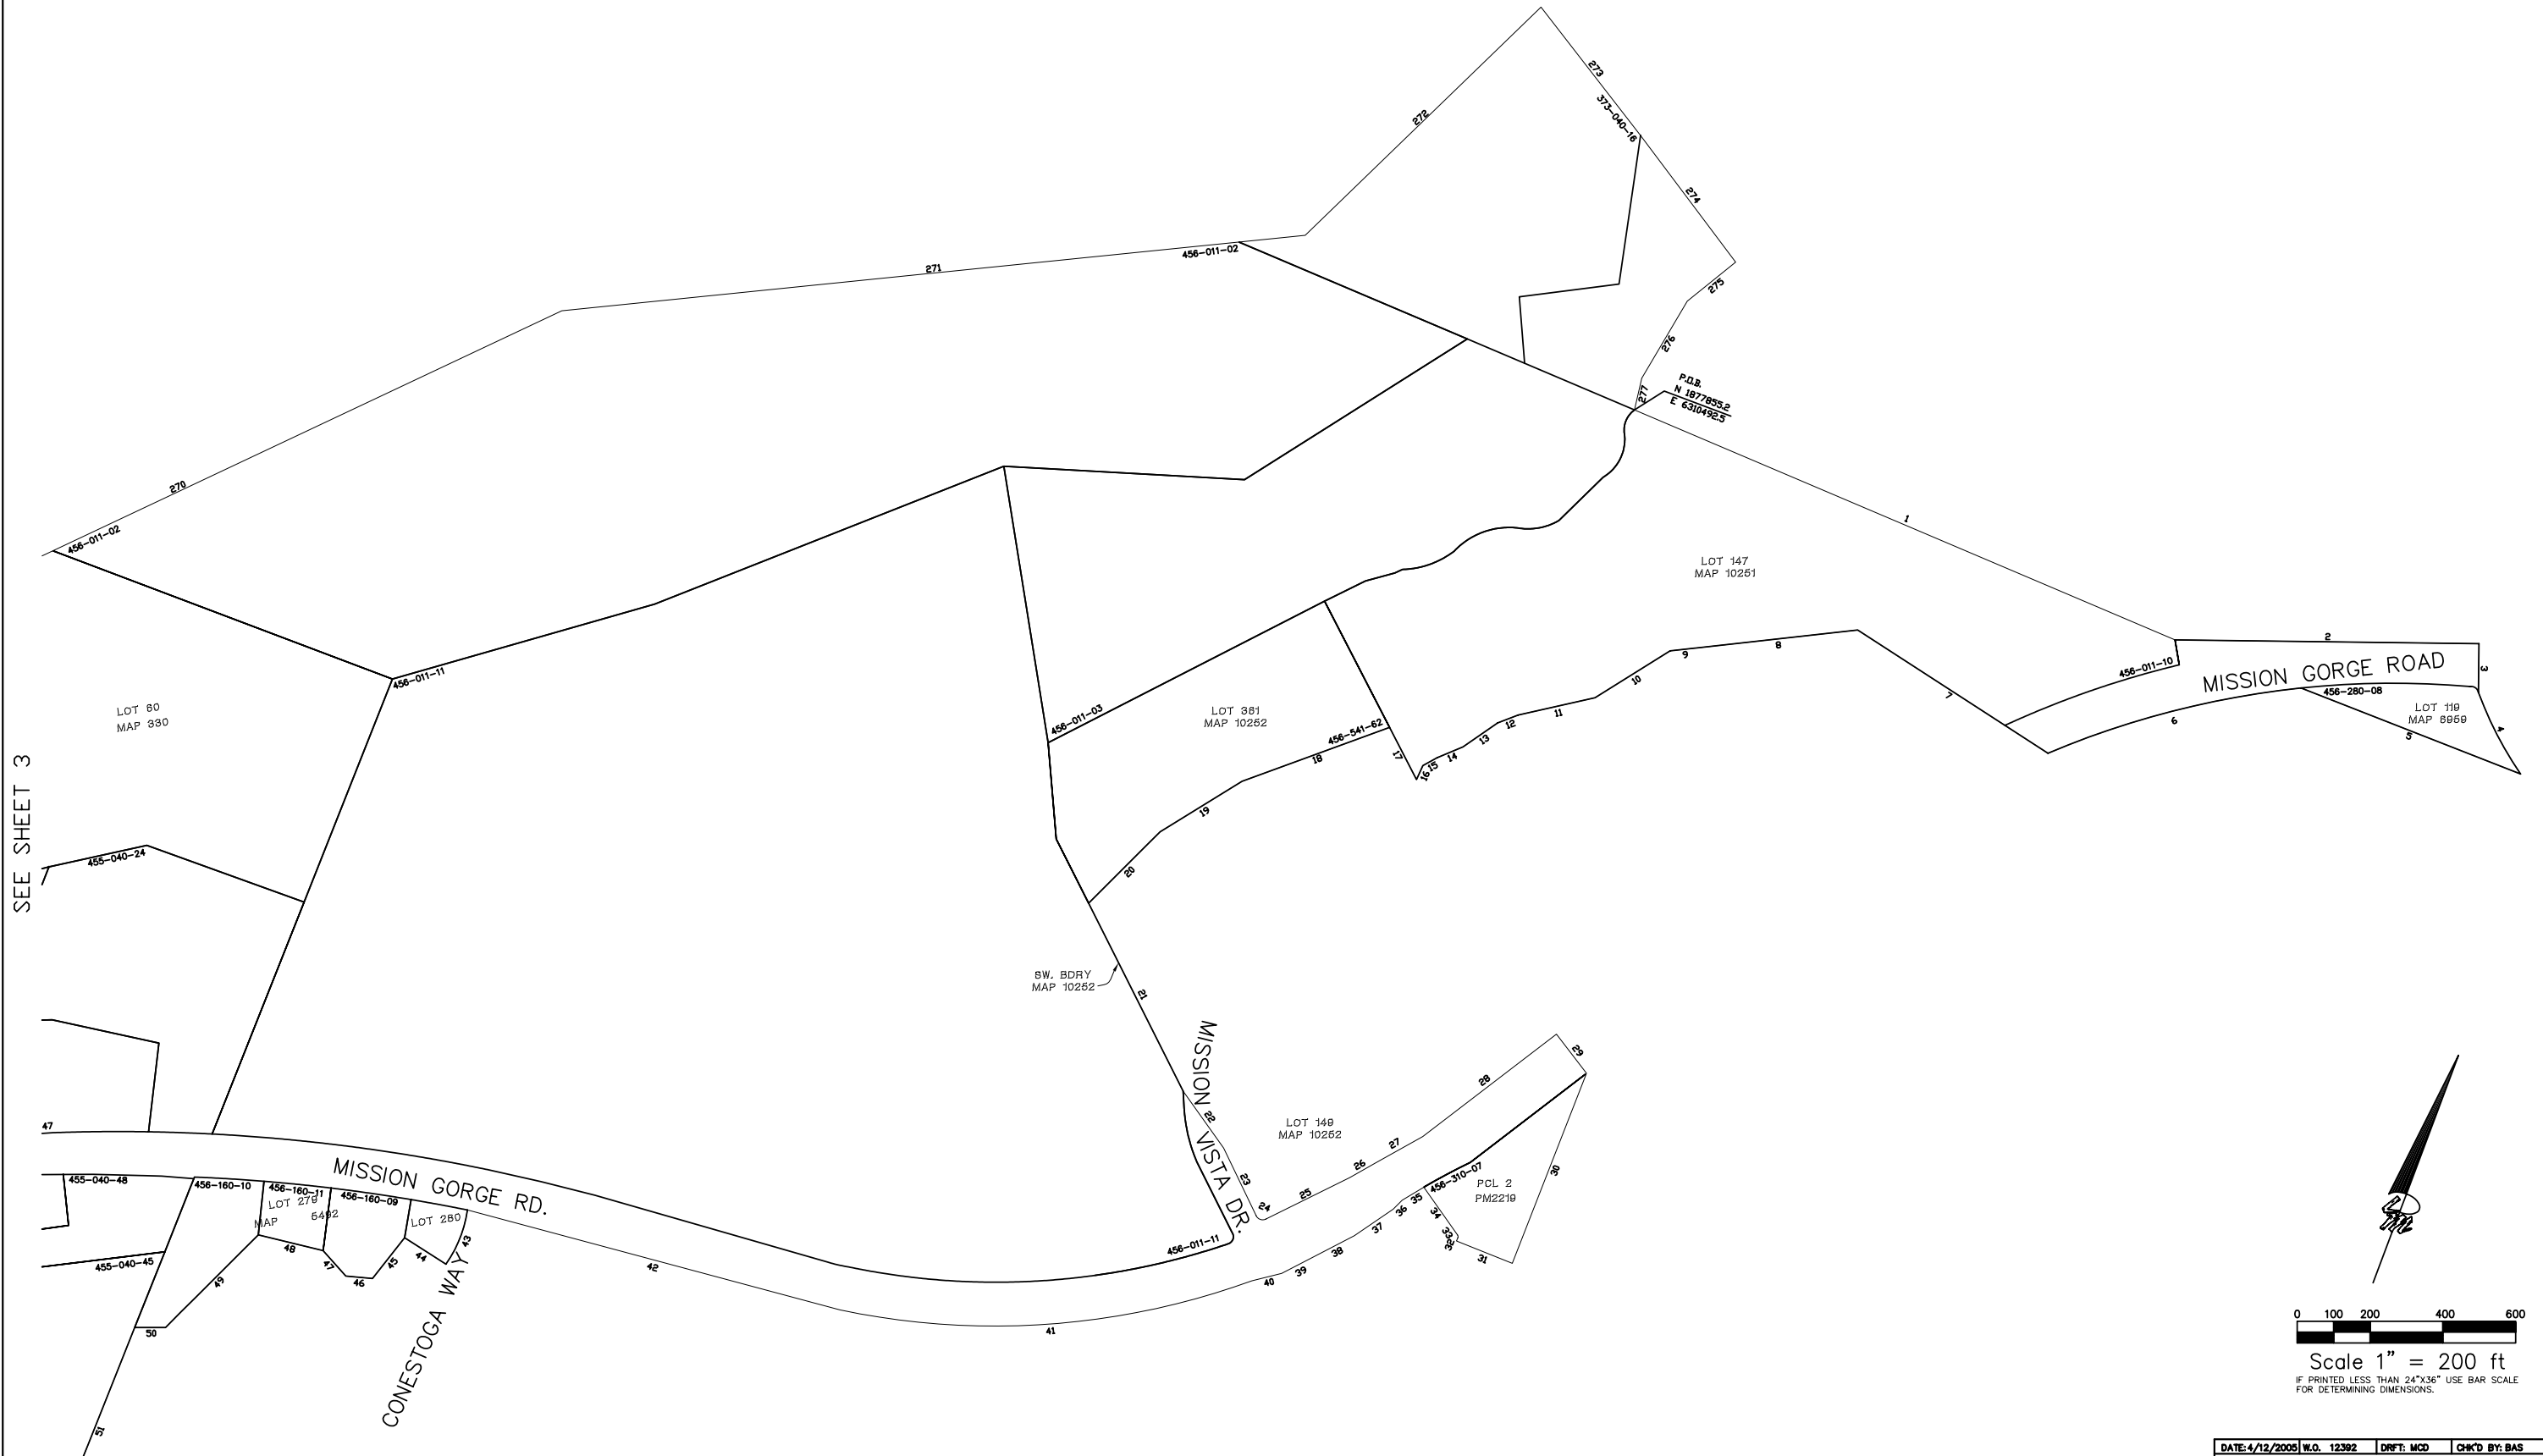 273
373-040-16
272
274
456-011-02
271
275
276
277
P.O.B.
N 1877855.2
E 6310492.5
270
456-011-02
1
LOT 147
MAP 10251
2
3
456-011-10
MISSION GORGE ROAD
456-280-08
LOT 119
MAP 6959
4
5
6
7
8
9
10
11
12
13
14
15
16
17
456-011-11
LOT 60
MAP 330
456-011-03
LOT 381
MAP 10252
456-541-62
18
19
20
SEE SHEET 3
455-040-24
SW. BDRY
MAP 10252
21
MISSION VISTA DR.
22
23
24
25
26
27
28
29
LOT 149
MAP 10252
30
456-310-07
PCL 2
PM2219
31
32
33
34
35
36
37
38
39
40
41
42
456-011-11
47
MISSION GORGE RD.
455-040-48
456-160-10
456-160-11
456-160-09
LOT 279
MAP 5492
LOT 280
43
44
45
46
47
48
49
50
51
455-040-45
CONESTOGA WAY
0 100 200 400 600
Scale 1" = 200 ft
IF PRINTED LESS THAN 24"X36" USE BAR SCALE
FOR DETERMINING DIMENSIONS.
DATE: 4/12/2005 W.O. 12392 DRFT: MCD CHK'D BY: BAS